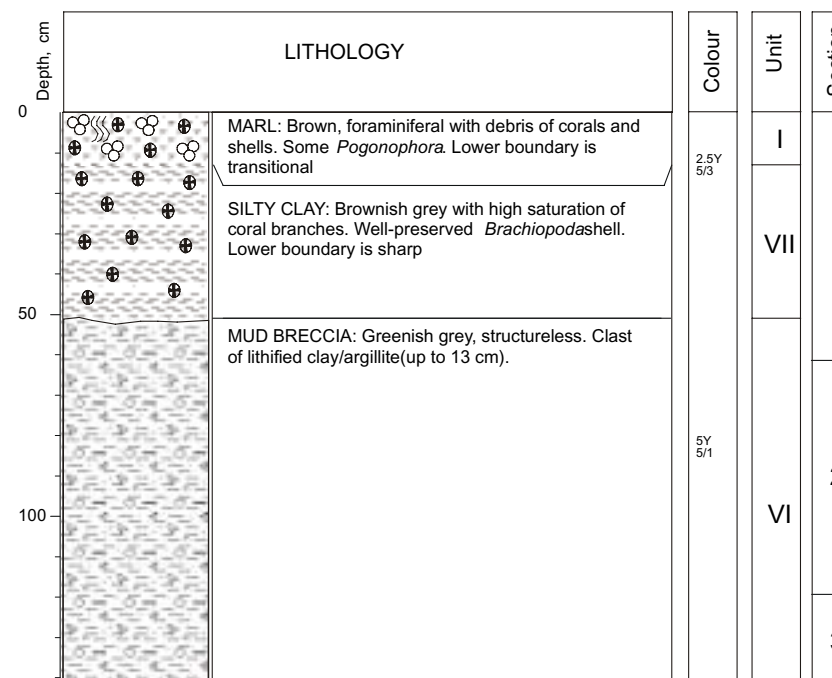 Depth, cm
LITHOLOGY
Colour
Unit
0
MARL: Brown, foraminiferal with debris of corals and
shells. Some Pogonophora. Lower boundary is
transitional
I
2.5Y
5/3
SILTY CLAY: Brownish grey with high saturation of
coral branches. Well-preserved Brachiopodashell.
Lower boundary is sharp
VII
50
MUD BRECCIA: Greenish grey, structureless. Clast
of lithified clay/argillite(up to 13 cm).
5Y
5/1
100
VI